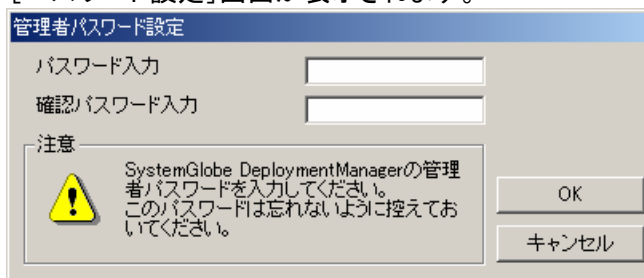 管理者パスワード設定
パスワード入力
確認パスワード入力
注意
SystemGlobe DeploymentManagerの管理
者パスワードを入力してください。
このパスワードは忘れないように控えてお
いてください。
OK
キャンセル